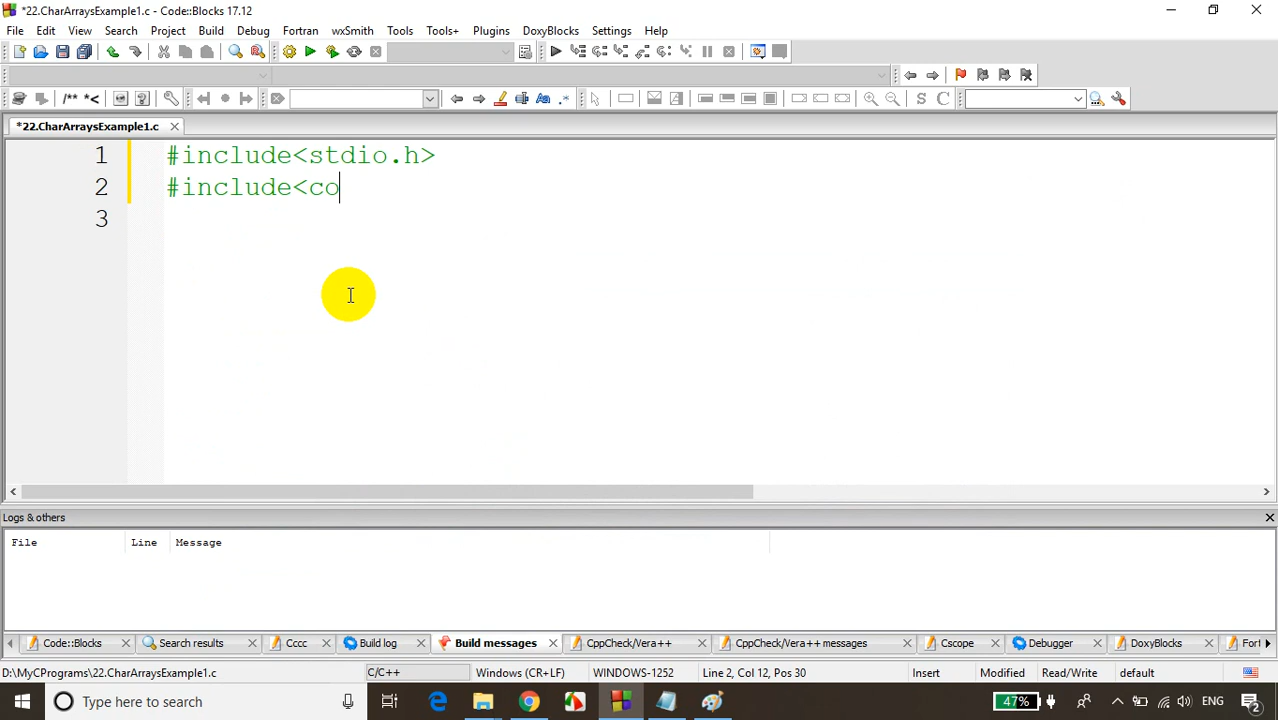 *22.CharArraysExample1.c - Code::Blocks 17.12
File Edit View Search Project Build Debug Fortran wxSmith Tools Tools+ Plugins DoxyBlocks Settings Help
/** *<
S C
*22.CharArraysExample1.c
1 #include<stdio.h>
2 #include<co
3
Logs & others
File Line Message
Code::Blocks Search results Cccc Build log Build messages CppCheck/Vera++ CppCheck/Vera++ messages Cscope Debugger DoxyBlocks Fort
D:\MyCPrograms\22.CharArraysExample1.c C/C++ Windows (CR+LF) WINDOWS-1252 Line 2, Col 12, Pos 30 Insert Modified Read/Write default
Type here to search 47% ENG 2